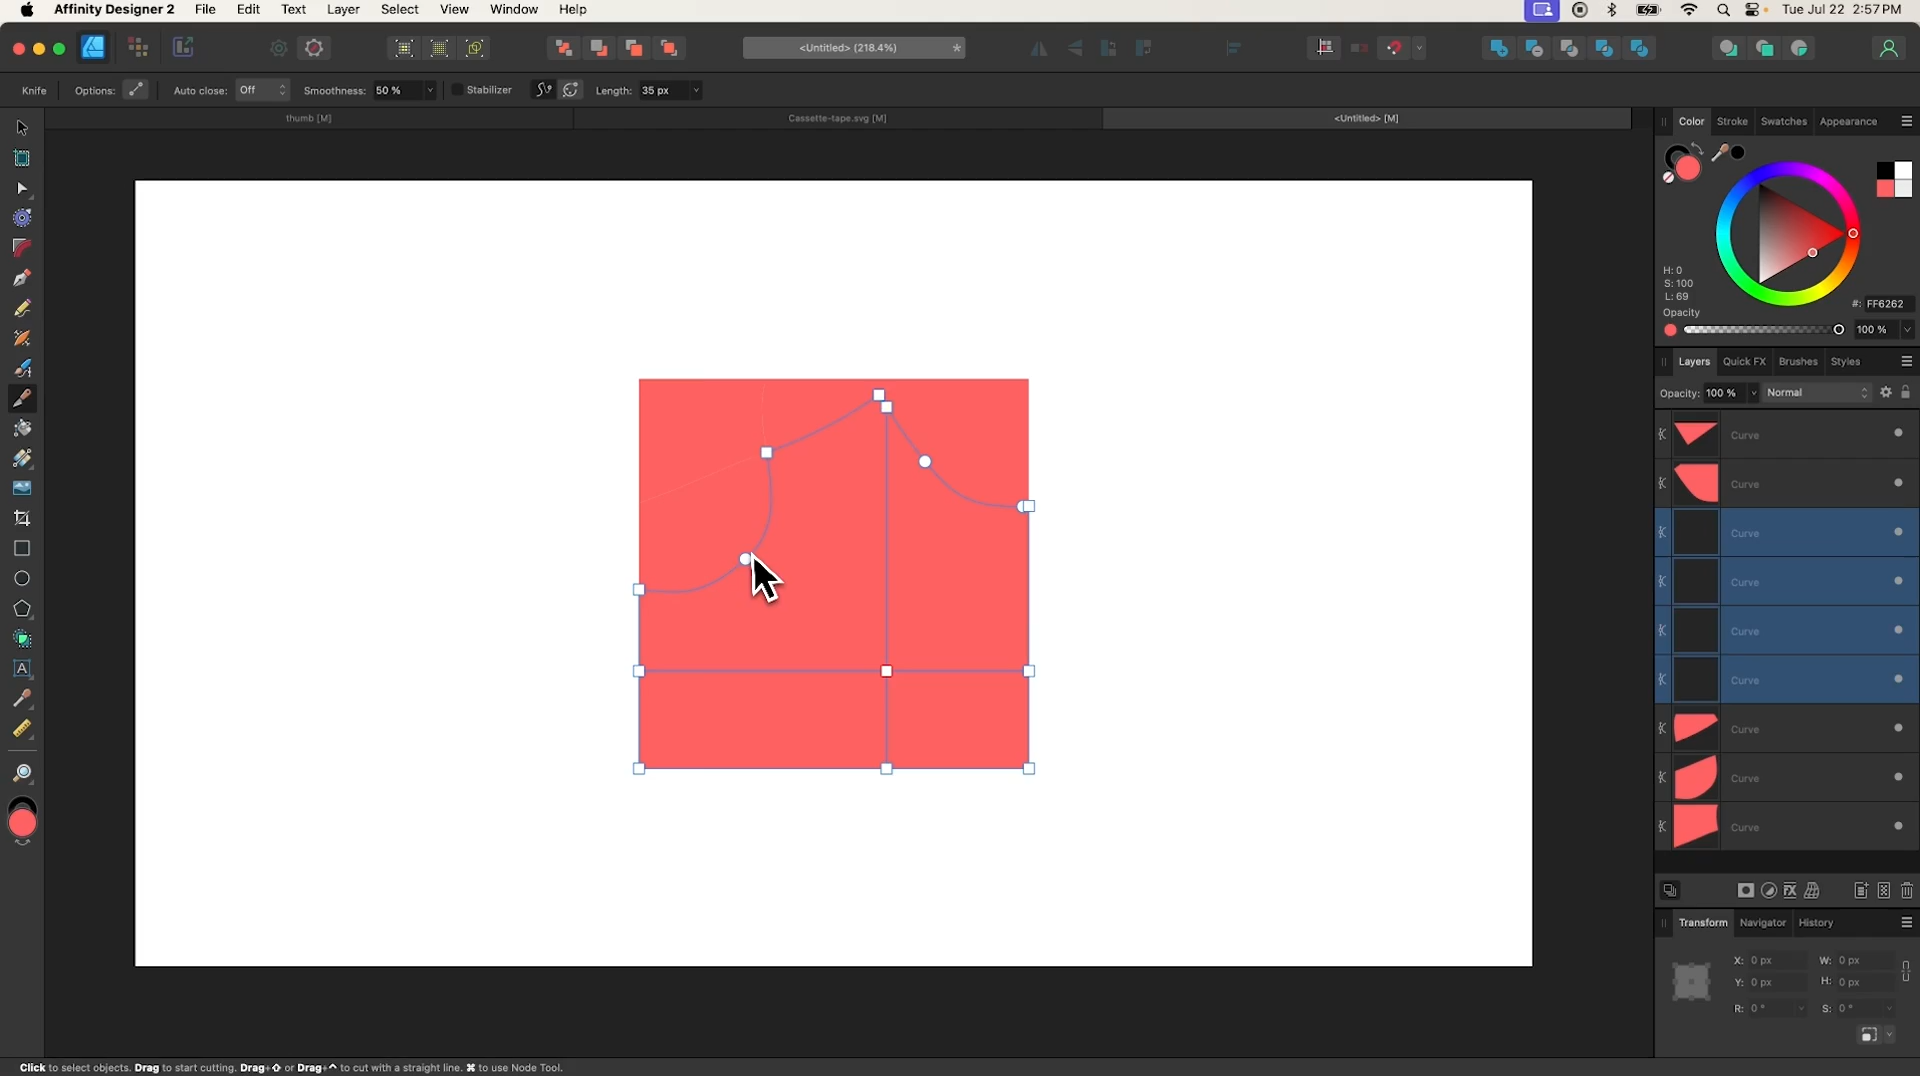 Affinity Designer 2 File Edit Text Layer Select View Window Help Tue Jul 22 2:57 PM
<Untitled> (218.4%) *
Knife Options: Auto close: Off Smoothness: 50 % Stabilizer Length: 35 px
thumb [M] Cassette-tape.svg [M] <Untitled> [M]
Color Stroke Swatches Appearance
H: 0
S: 100
L: 69
#: FF6262
Opacity
100 %
Layers Quick FX Brushes Styles
Opacity: 100 % Normal
Curve
Curve
Curve
Curve
Curve
Curve
Curve
Curve
Curve
Transform Navigator History
X: 0 px W: 0 px
Y: 0 px H: 0 px
R: 0 ° S: 0 °
A
Click to select objects. Drag to start cutting. Drag+⇧ or Drag+⌃ to cut with a straight line. ⌘ to use Node Tool.